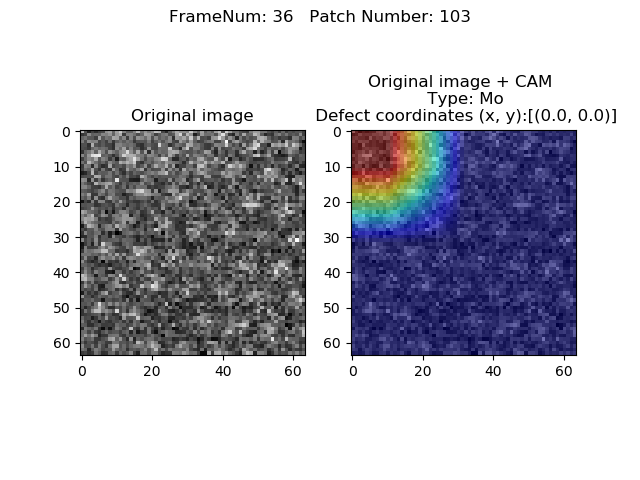 FrameNum: 36   Patch Number: 103
Original image
Original image + CAM
Type: Mo
Defect coordinates (x, y):[(0.0, 0.0)]
0
10
20
30
40
50
60
0 20 40 60
0
10
20
30
40
50
60
0 20 40 60